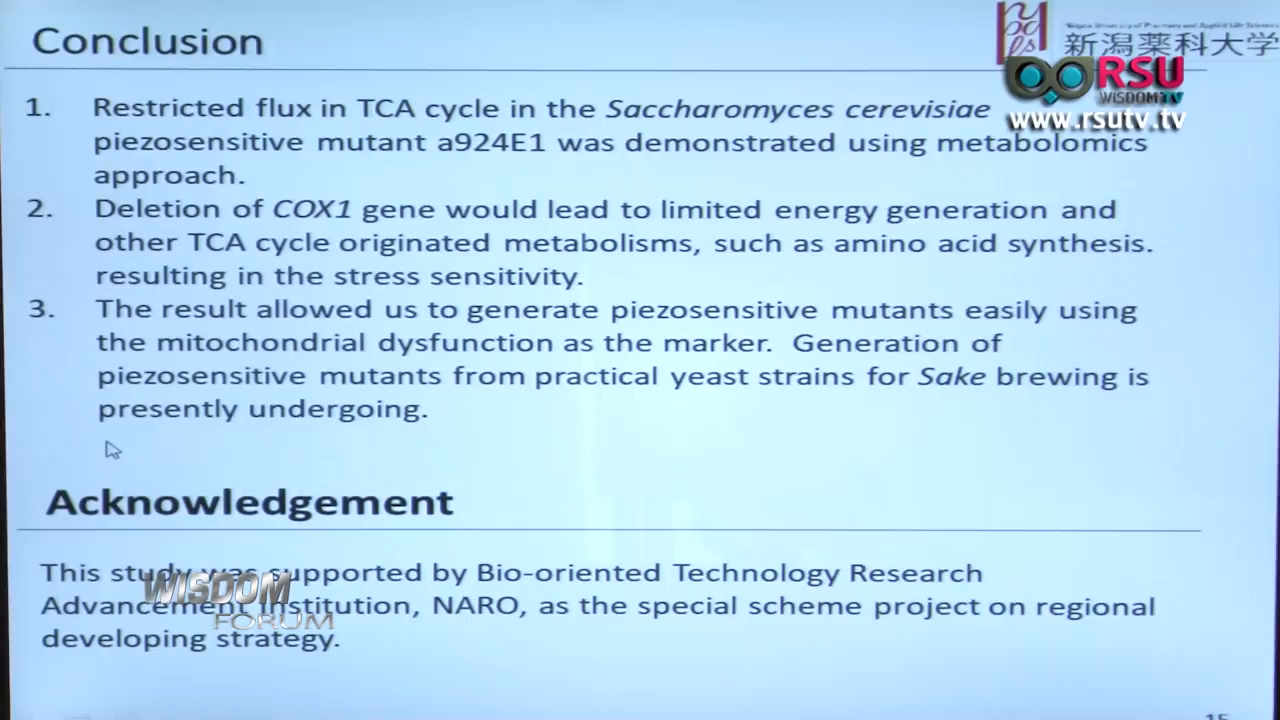 Conclusion
新潟薬科大学
RSU
WISDOM TV
www.rsutv.tv
1. Restricted flux in TCA cycle in the Saccharomyces cerevisiae
piezosensitive mutant a924E1 was demonstrated using metabolomics
approach.
2. Deletion of COX1 gene would lead to limited energy generation and
other TCA cycle originated metabolisms, such as amino acid synthesis.
resulting in the stress sensitivity.
3. The result allowed us to generate piezosensitive mutants easily using
the mitochondrial dysfunction as the marker. Generation of
piezosensitive mutants from practical yeast strains for Sake brewing is
presently undergoing.
Acknowledgement
This study was supported by Bio-oriented Technology Research
Advancement Institution, NARO, as the special scheme project on regional
developing strategy.
WISDOM
FORUM
15